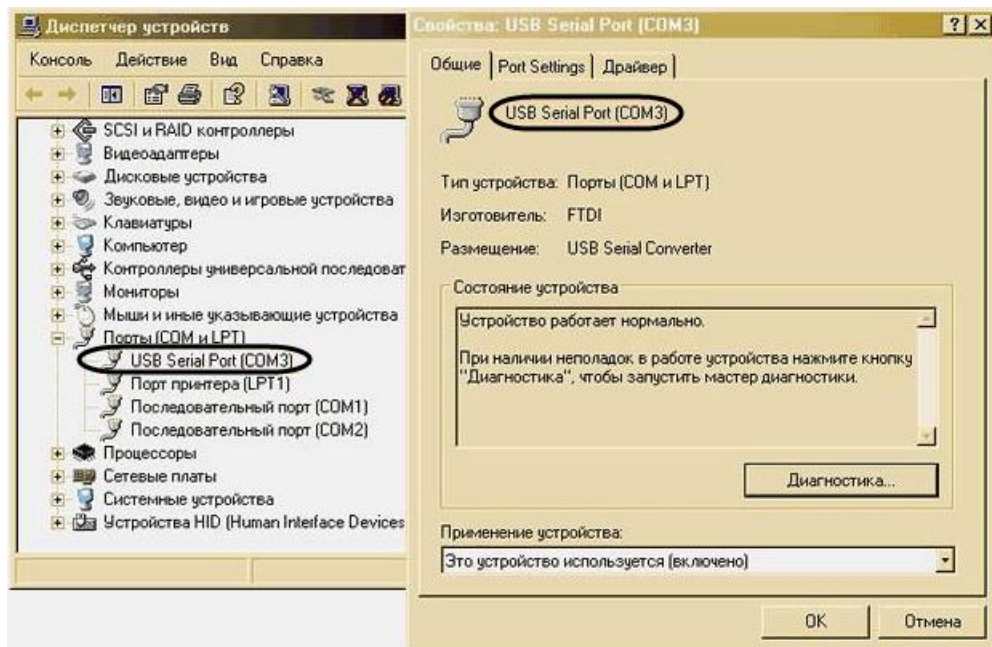 Диспетчер устройств
Консоль Действие Вид Справка
SCSI и RAID контроллеры
Видеоадаптеры
Дисковые устройства
Звуковые, видео и игровые устройства
Клавиатуры
Компьютер
Контроллеры универсальной последоват
Мониторы
Мыши и иные указывающие устройства
Порты (COM и LPT)
USB Serial Port (COM3)
Порт принтера (LPT1)
Последовательный порт (COM1)
Последовательный порт (COM2)
Процессоры
Сетевые платы
Системные устройства
Устройства HID (Human Interface Devices
Свойства: USB Serial Port (COM3)
Общие Port Settings Драйвер
USB Serial Port (COM3)
Тип устройства: Порты (COM и LPT)
Изготовитель: FTDI
Размещение: USB Serial Converter
Состояние устройства
Устройство работает нормально.
При наличии неполадок в работе устройства нажмите кнопку
"Диагностика", чтобы запустить мастер диагностики.
Диагностика...
Применение устройства:
Это устройство используется (включено)
OK Отмена